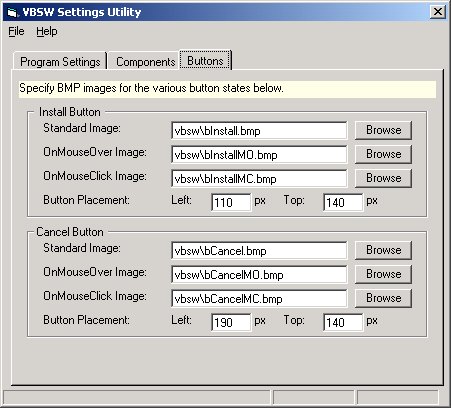 VBSW Settings Utility
File Help
Program Settings Components Buttons
Specify BMP images for the various button states below.
Install Button
Standard Image: vbsw\bInstall.bmp Browse
OnMouseOver Image: vbsw\bInstallMO.bmp Browse
OnMouseClick Image: vbsw\bInstallMC.bmp Browse
Button Placement: Left: 110 px Top: 140 px
Cancel Button
Standard Image: vbsw\bCancel.bmp Browse
OnMouseOver Image: vbsw\bCancelMO.bmp Browse
OnMouseClick Image: vbsw\bCancelMC.bmp Browse
Button Placement: Left: 190 px Top: 140 px